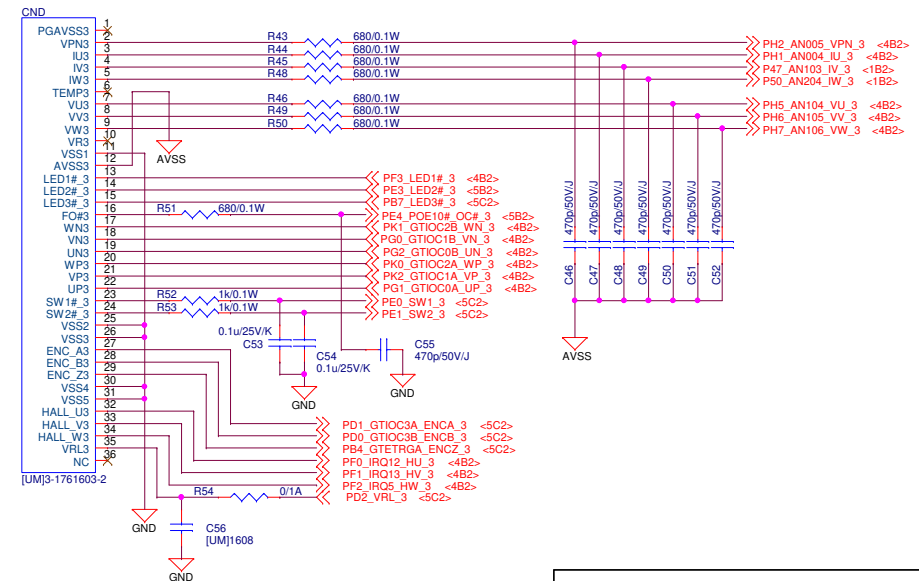 CND
PGAVSS3 1
VPN3 2 R43 680/0.1W PH2_AN005_VPN_3 <4B2>
IU3 3 R44 680/0.1W PH1_AN004_IU_3 <4B2>
IV3 4 R45 680/0.1W P47_AN103_IV_3 <1B2>
IW3 5 R48 680/0.1W P50_AN204_IW_3 <1B2>
TEMP3 6
VU3 7 R46 680/0.1W PH5_AN104_VU_3 <4B2>
VV3 8 R49 680/0.1W PH6_AN105_VV_3 <4B2>
VW3 9 R50 680/0.1W PH7_AN106_VW_3 <4B2>
VR3 10
VSS1 11
AVSS3 12 AVSS
LED1#_3 13 PF3_LED1#_3 <4B2>
LED2#_3 14 PE3_LED2#_3 <5B2>
LED3#_3 15 PB7_LED3#_3 <5C2>
FO#3 16 R51 680/0.1W PE4_POE10#_OC#_3 <5B2>
WN3 17 PK1_GTIOC2B_WN_3 <4B2>
VN3 18 PG0_GTIOC1B_VN_3 <4B2>
UN3 19 PG2_GTIOC0B_UN_3 <4B2>
WP3 20 PK0_GTIOC2A_WP_3 <4B2>
VP3 21 PK2_GTIOC1A_VP_3 <4B2>
UP3 22 PG1_GTIOC0A_UP_3 <4B2>
SW1#_3 23 R52 1k/0.1W PE0_SW1_3 <5C2>
SW2#_3 24 R53 1k/0.1W PE1_SW2_3 <5C2>
VSS2 25
VSS3 26
ENC_A3 27
ENC_B3 28
ENC_Z3 29
VSS4 30
VSS5 31
HALL_U3 32
HALL_V3 33
HALL_W3 34
VRL3 35
NC 36
[UM]3-1761603-2
470p/50V/J
470p/50V/J
470p/50V/J
470p/50V/J
470p/50V/J
470p/50V/J
470p/50V/J
C46
C47
C48
C49
C50
C51
C52
AVSS
0.1u/25V/K
C53
C54
0.1u/25V/K
GND
C55
470p/50V/J
GND
PD1_GTIOC3A_ENCA_3 <5C2>
PD0_GTIOC3B_ENCB_3 <5C2>
PB4_GTETRGA_ENCZ_3 <5C2>
PF0_IRQ12_HU_3 <4B2>
PF1_IRQ13_HV_3 <4B2>
PF2_IRQ5_HW_3 <4B2>
R54 0/1A PD2_VRL_3 <5C2>
GND
C56
[UM]1608
GND